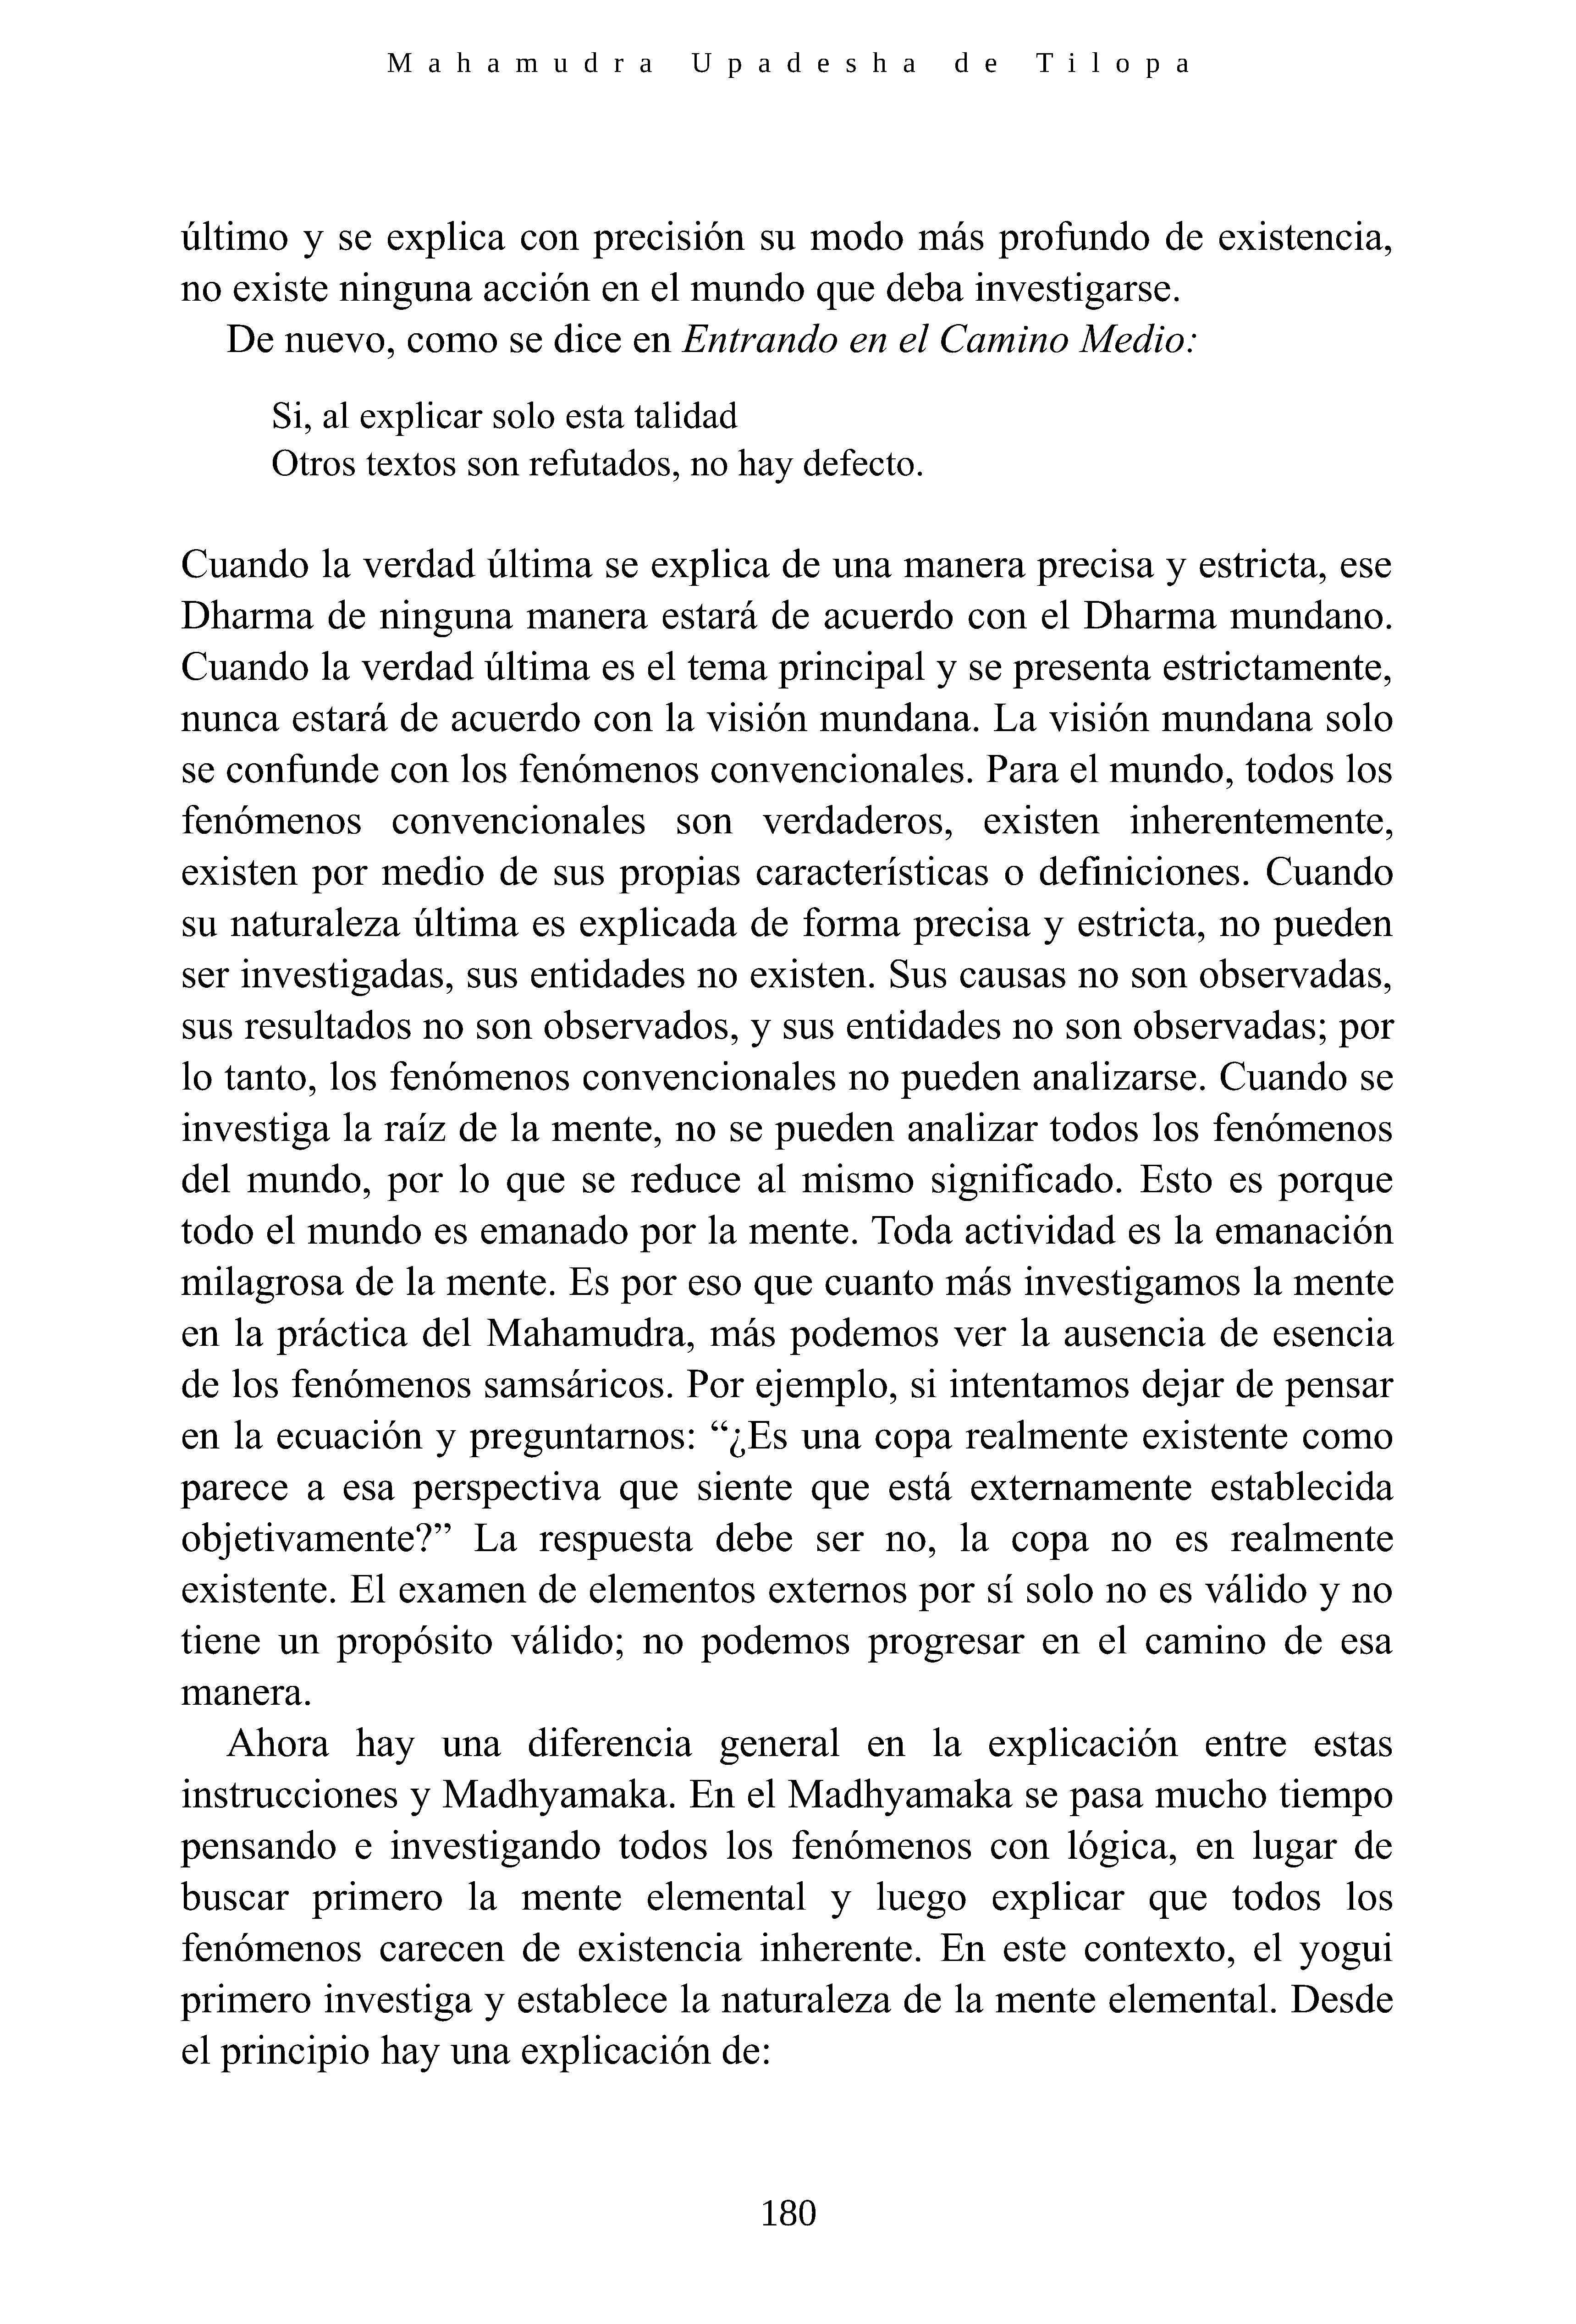 Mahamudra Upadesha de Tilopa
último y se explica con precisión su modo más profundo de existencia,
no existe ninguna acción en el mundo que deba investigarse.
De nuevo, como se dice en Entrando en el Camino Medio:
Si, al explicar solo esta talidad
Otros textos son refutados, no hay defecto.
Cuando la verdad última se explica de una manera precisa y estricta, ese
Dharma de ninguna manera estará de acuerdo con el Dharma mundano.
Cuando la verdad última es el tema principal y se presenta estrictamente,
nunca estará de acuerdo con la visión mundana. La visión mundana solo
se confunde con los fenómenos convencionales. Para el mundo, todos los
fenómenos convencionales son verdaderos, existen inherentemente,
existen por medio de sus propias características o definiciones. Cuando
su naturaleza última es explicada de forma precisa y estricta, no pueden
ser investigadas, sus entidades no existen. Sus causas no son observadas,
sus resultados no son observados, y sus entidades no son observadas; por
lo tanto, los fenómenos convencionales no pueden analizarse. Cuando se
investiga la raíz de la mente, no se pueden analizar todos los fenómenos
del mundo, por lo que se reduce al mismo significado. Esto es porque
todo el mundo es emanado por la mente. Toda actividad es la emanación
milagrosa de la mente. Es por eso que cuanto más investigamos la mente
en la práctica del Mahamudra, más podemos ver la ausencia de esencia
de los fenómenos samsáricos. Por ejemplo, si intentamos dejar de pensar
en la ecuación y preguntarnos: “¿Es una copa realmente existente como
parece a esa perspectiva que siente que está externamente establecida
objetivamente?” La respuesta debe ser no, la copa no es realmente
existente. El examen de elementos externos por sí solo no es válido y no
tiene un propósito válido; no podemos progresar en el camino de esa
manera.
Ahora hay una diferencia general en la explicación entre estas
instrucciones y Madhyamaka. En el Madhyamaka se pasa mucho tiempo
pensando e investigando todos los fenómenos con lógica, en lugar de
buscar primero la mente elemental y luego explicar que todos los
fenómenos carecen de existencia inherente. En este contexto, el yogui
primero investiga y establece la naturaleza de la mente elemental. Desde
el principio hay una explicación de:
180